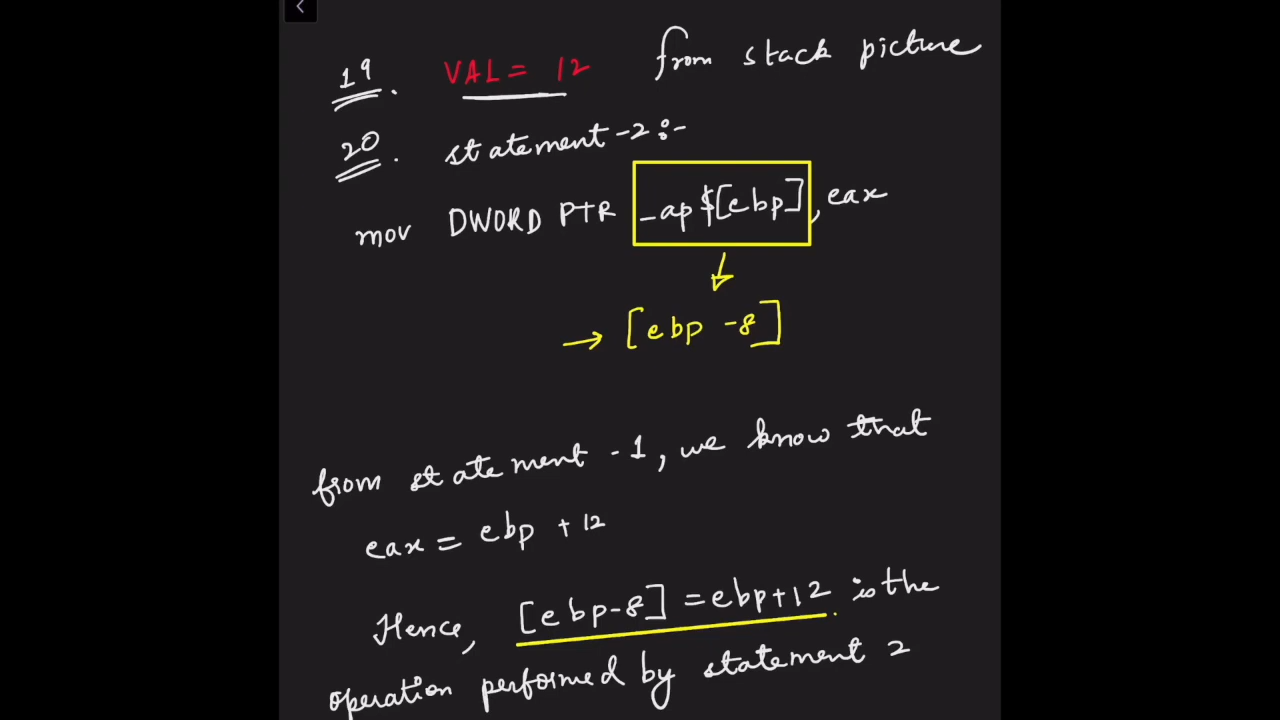 19. VAL = 12 from stack picture
20. statement-2:-
mov DWORD PTR _ap$[ebp], eax
→ [ebp -8]
from statement -1, we know that
eax = ebp + 12
Hence, [ebp-8] = ebp+12 is the
operation performed by statement 2